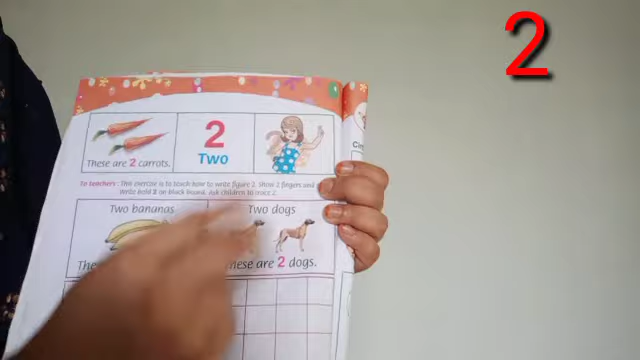 2
2
Two
These are 2 carrots.
To teachers : This exercise is to teach how to write figure 2. Show 2 fingers and
Write bold 2 on Black Board. Ask children to trace 2.
Two bananas
Two dogs
These are 2 dogs.